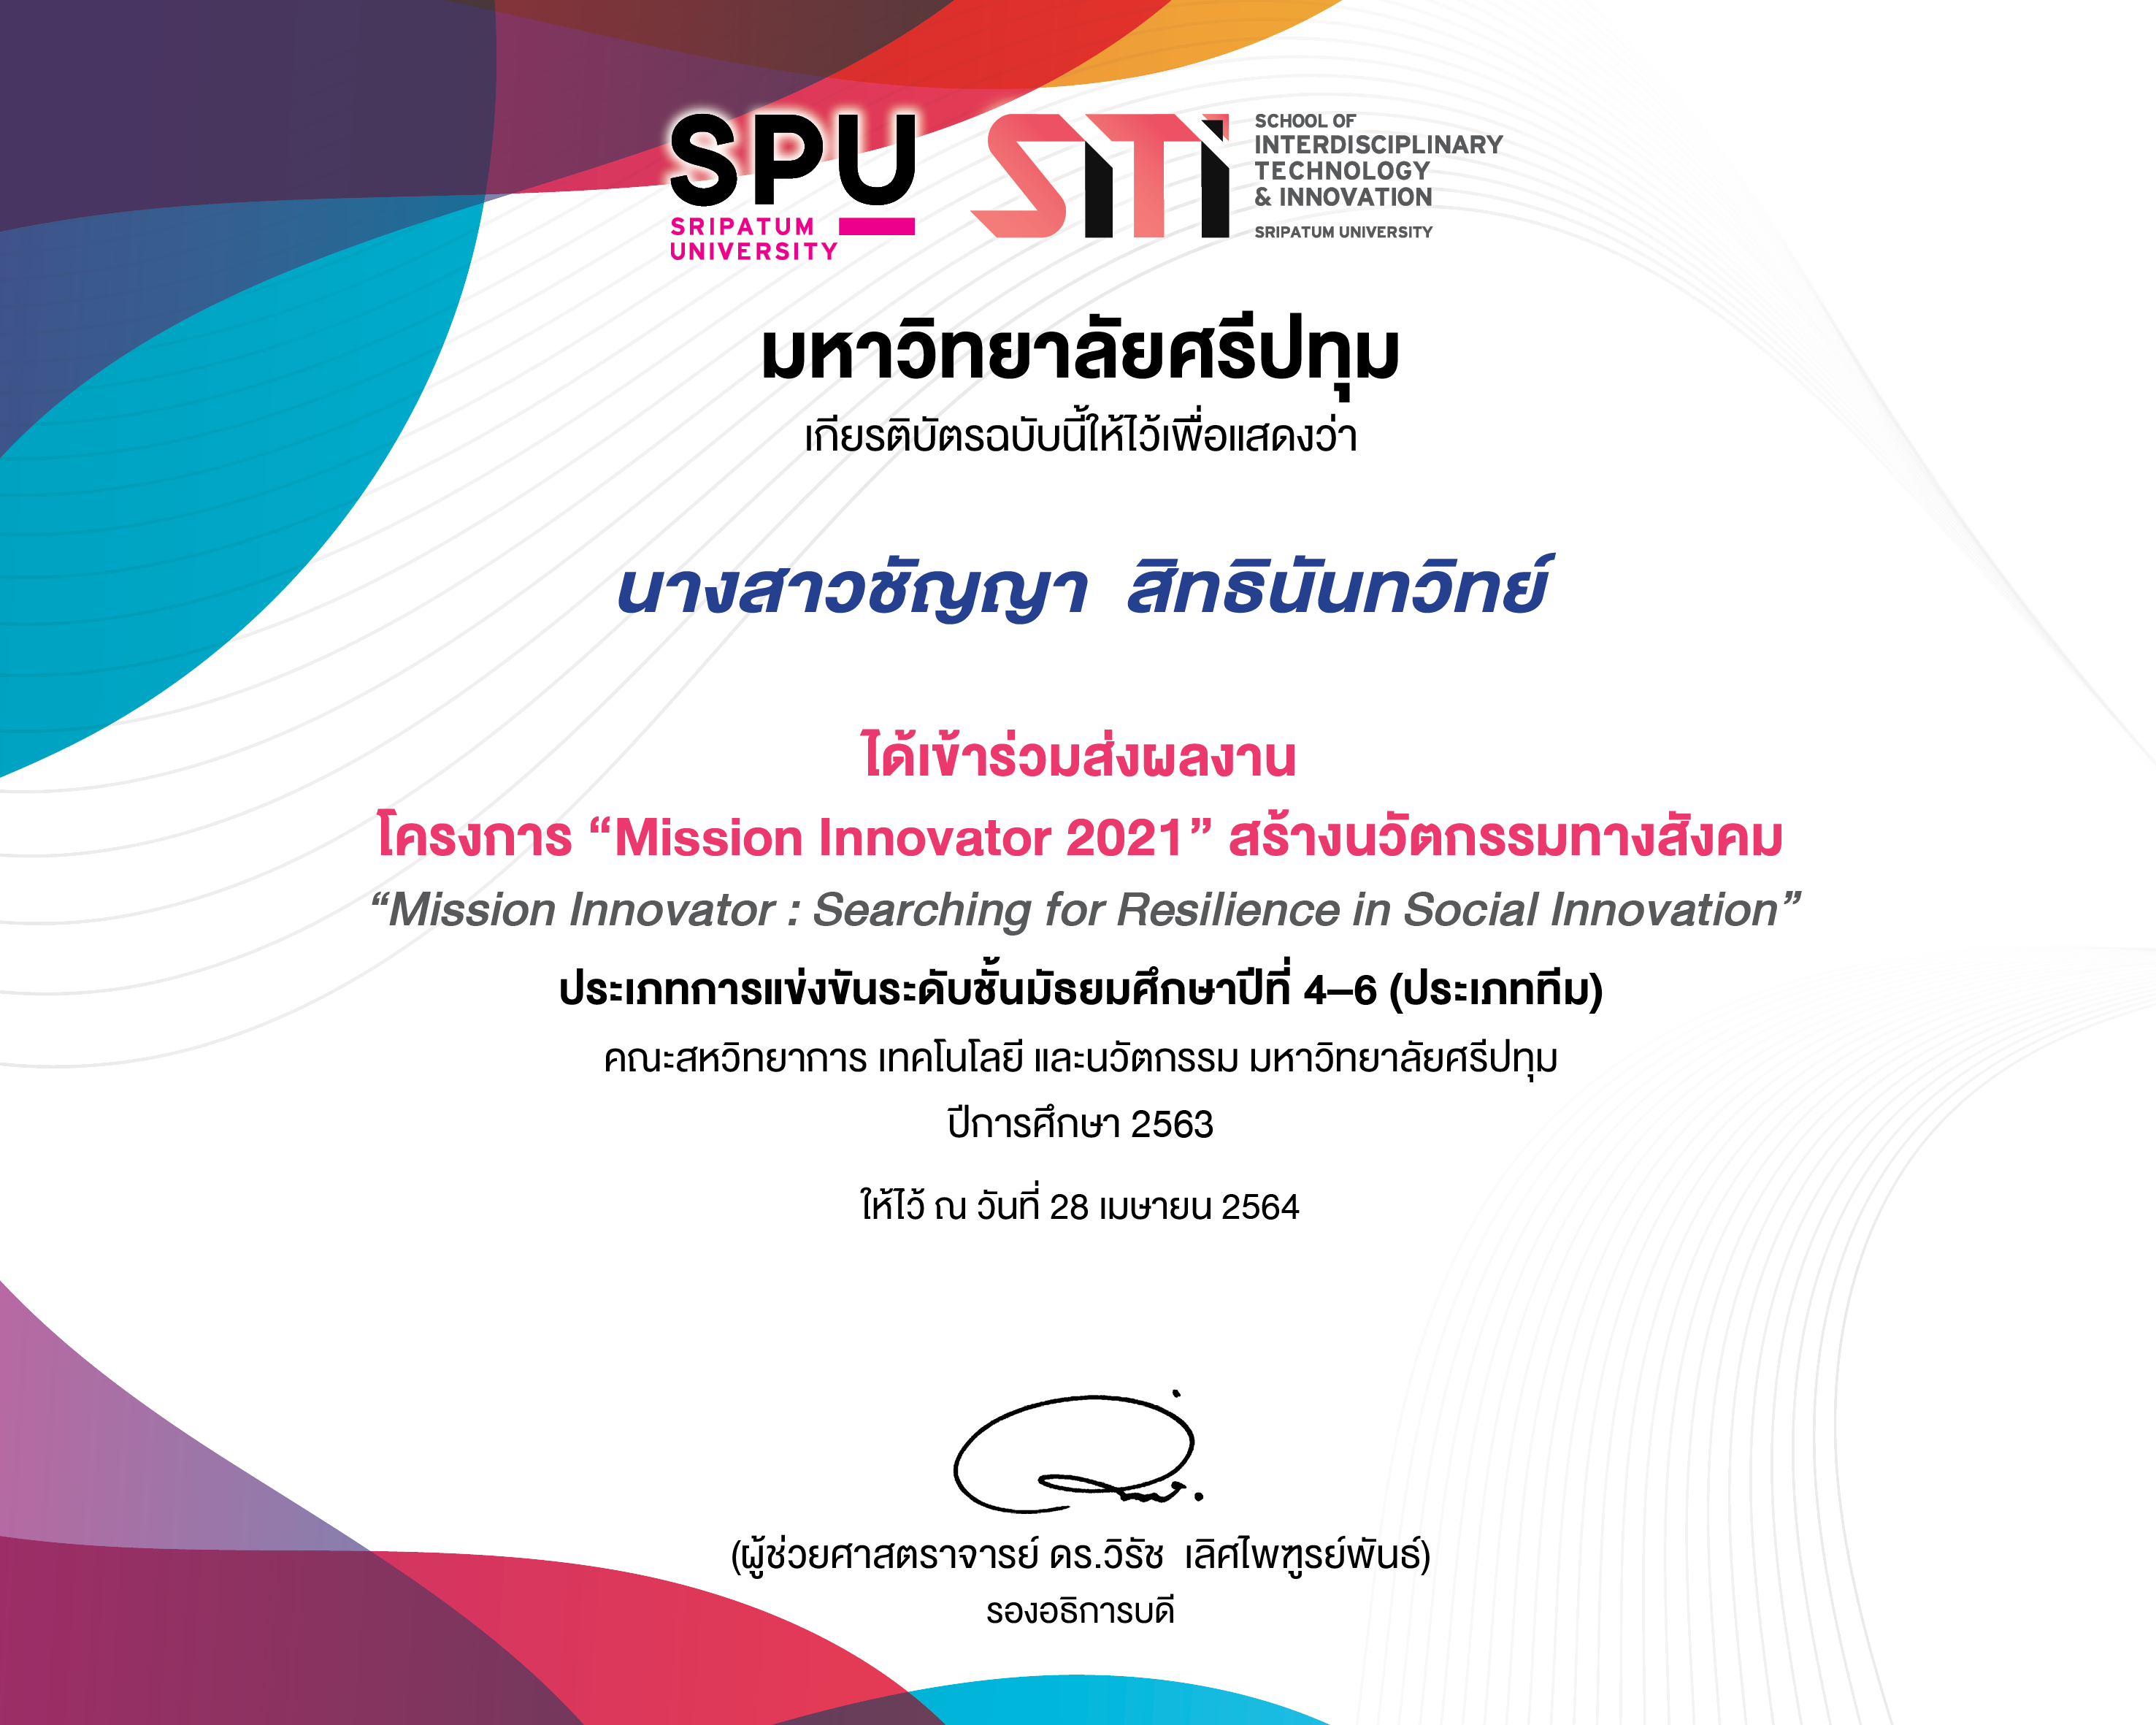 SPU
SRIPATUM
UNIVERSITY
SITI
SCHOOL OF
INTERDISCIPLINARY
TECHNOLOGY
& INNOVATION
SRIPATUM UNIVERSITY
มหาวิทยาลัยศรีปทุม
เกียรติบัตรฉบับนี้ให้ไว้เพื่อแสดงว่า
นางสาวชัญญา สิทธินันทวิทย์
ได้เข้าร่วมส่งผลงาน
โครงการ “Mission Innovator 2021” สร้างนวัตกรรมทางสังคม
“Mission Innovator : Searching for Resilience in Social Innovation”
ประเภทการแข่งขันระดับชั้นมัธยมศึกษาปีที่ 4–6 (ประเภททีม)
คณะสหวิทยาการ เทคโนโลยี และนวัตกรรม มหาวิทยาลัยศรีปทุม
ปีการศึกษา 2563
ให้ไว้ ณ วันที่ 28 เมษายน 2564
(ผู้ช่วยศาสตราจารย์ ดร.วิรัช เลิศไพฑูรย์พันธ์)
รองอธิการบดี